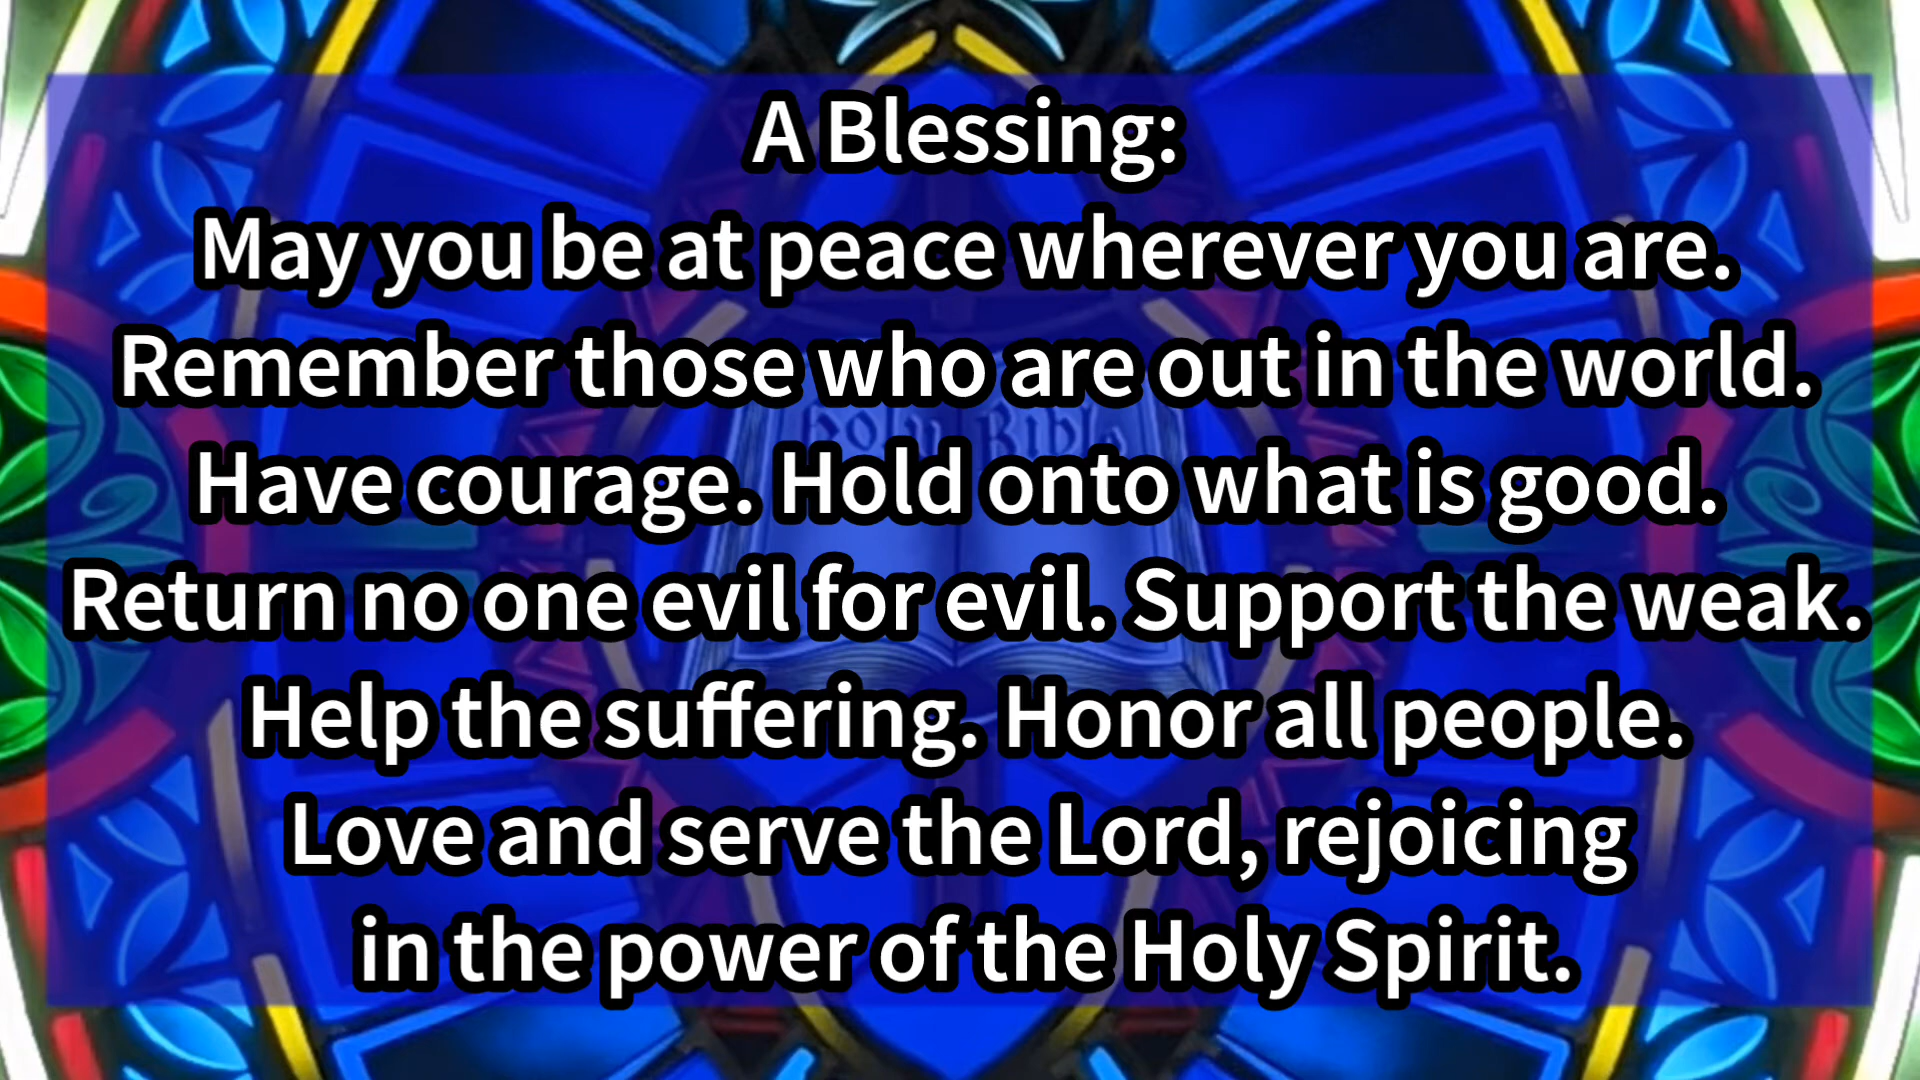 A Blessing:
May you be at peace wherever you are.
Remember those who are out in the world.
Holy Bible
Have courage. Hold onto what is good.
Return no one evil for evil. Support the weak.
Help the suffering. Honor all people.
Love and serve the Lord, rejoicing
in the power of the Holy Spirit.